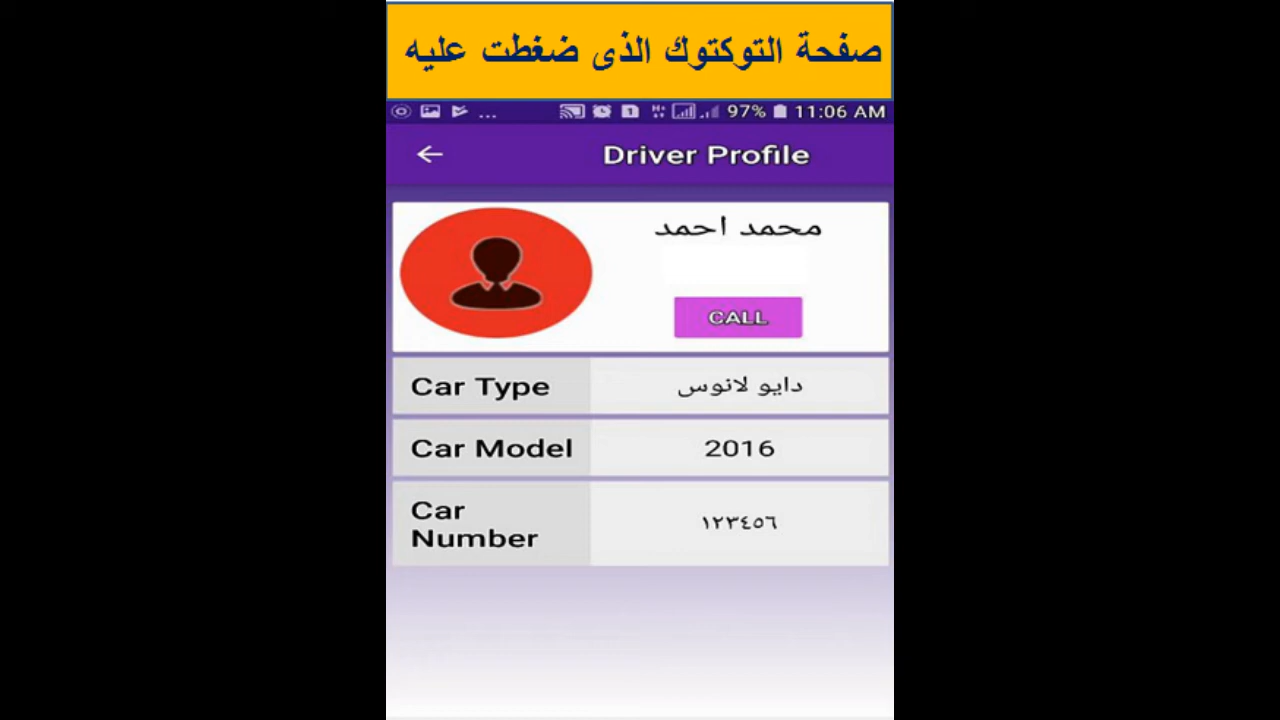 صفحة التوكتوك الذى ضغطت عليه
... 97% 11:06 AM
Driver Profile
محمد احمد
CALL
Car Type دايو لانوس
Car Model 2016
Car Number ١٢٣٤٥٦